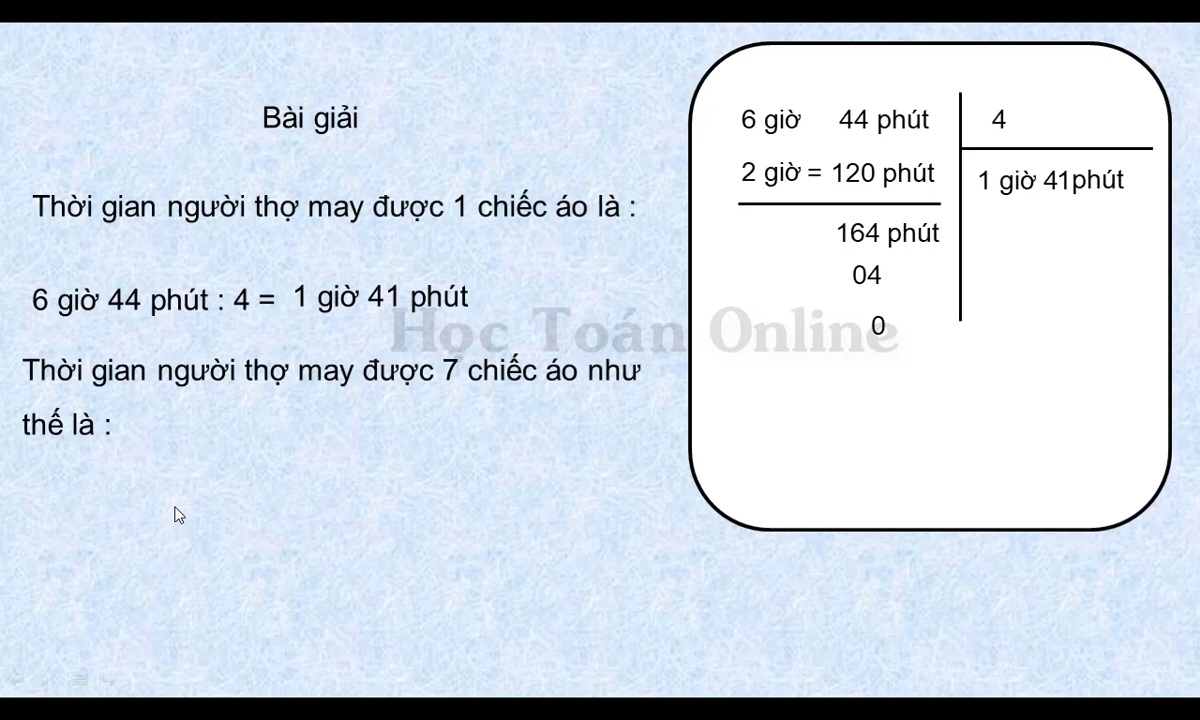 Bài giải
Thời gian người thợ may được 1 chiếc áo là :
6 giờ 44 phút : 4 = 1 giờ 41 phút
Thời gian người thợ may được 7 chiếc áo như
thế là :
Học Toán Online
6 giờ 44 phút 4
2 giờ = 120 phút 1 giờ 41phút
164 phút
04
0